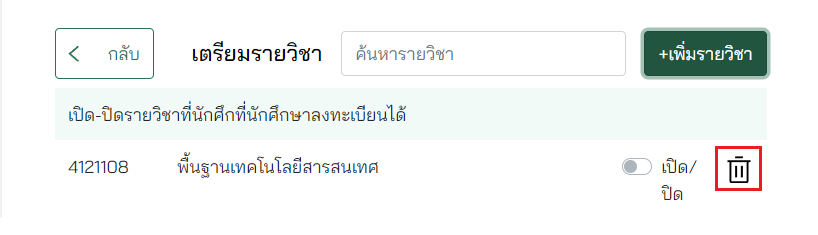 กลับ เตรียมรายวิชา ค้นหารายวิชา +เพิ่มรายวิชา
เปิด-ปิดรายวิชาที่นักศึกที่นักศึกษาลงทะเบียนได้
4121108 พื้นฐานเทคโนโลยีสารสนเทศ เปิด/
ปิด